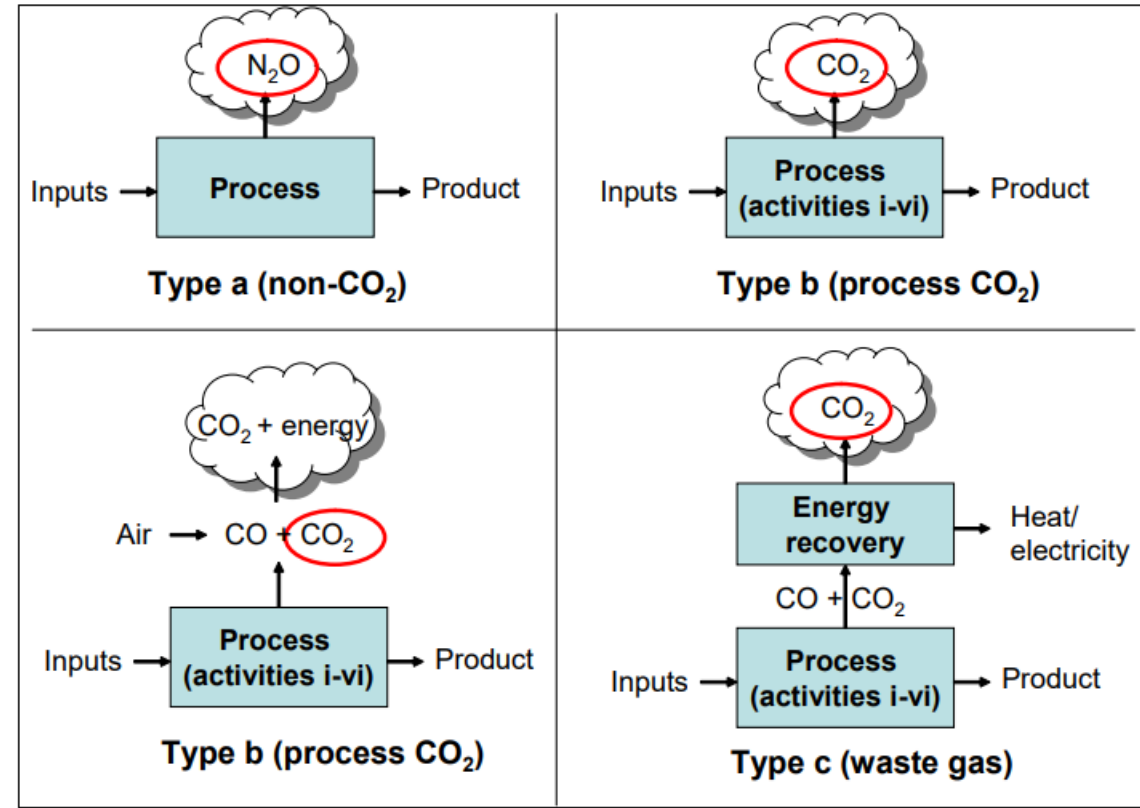 N₂O
Inputs
Process
Product
Type a (non-CO₂)
CO₂
Inputs
Process
(activities i-vi)
Product
Type b (process CO₂)
CO₂ + energy
Air
CO + CO₂
Inputs
Process
(activities i-vi)
Product
Type b (process CO₂)
CO₂
Energy
recovery
Heat/
electricity
CO + CO₂
Inputs
Process
(activities i-vi)
Product
Type c (waste gas)